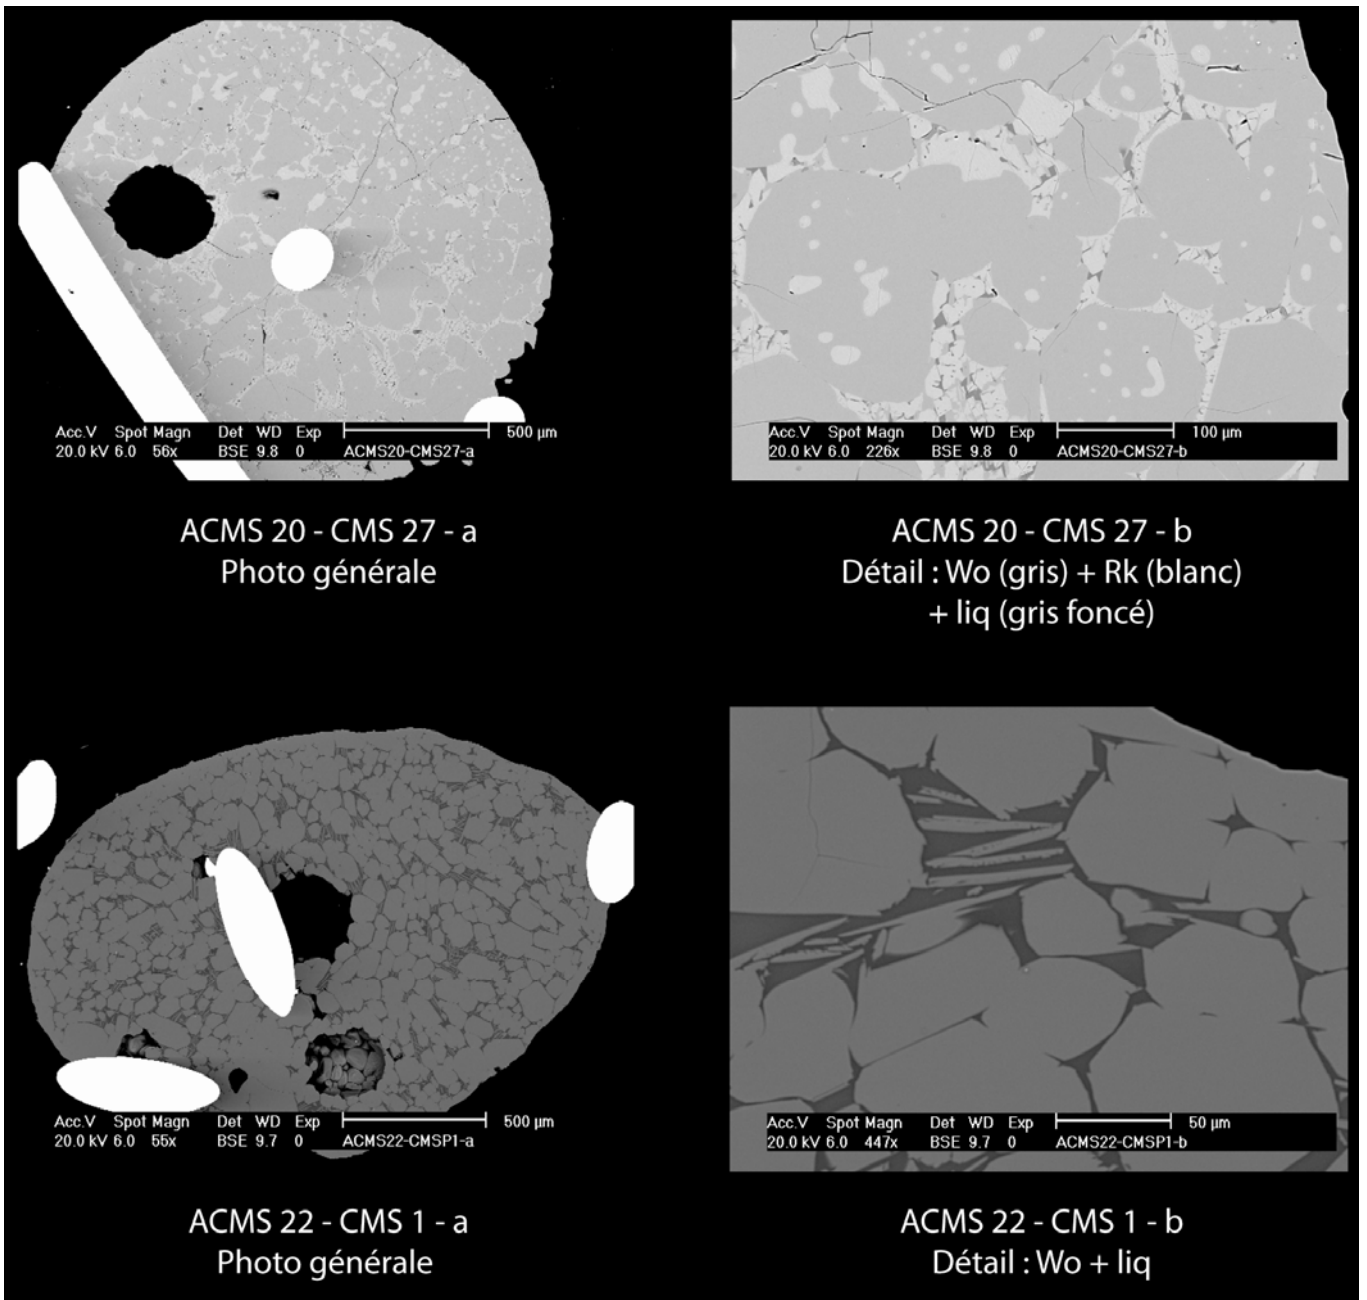 Acc.V Spot Magn Det WD Exp 500 µm
20.0 kV 6.0 56x BSE 9.8 0 ACMS20-CMS27-a
Acc.V Spot Magn Det WD Exp 100 µm
20.0 kV 6.0 226x BSE 9.8 0 ACMS20-CMS27-b
ACMS 20 - CMS 27 - a
Photo générale
ACMS 20 - CMS 27 - b
Détail : Wo (gris) + Rk (blanc)
+ liq (gris foncé)
Acc.V Spot Magn Det WD Exp 500 µm
20.0 kV 6.0 55x BSE 9.7 0 ACMS22-CMSP1-a
Acc.V Spot Magn Det WD Exp 50 µm
20.0 kV 6.0 447x BSE 9.7 0 ACMS22-CMSP1-b
ACMS 22 - CMS 1 - a
Photo générale
ACMS 22 - CMS 1 - b
Détail : Wo + liq